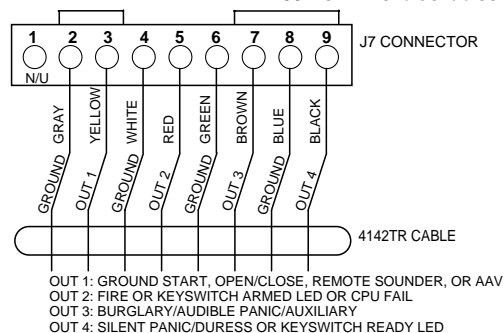 1 2 3 4 5 6 7 8 9
J7 CONNECTOR
N/U
GRAY YELLOW WHITE RED GREEN BROWN BLUE BLACK
GROUND OUT 1 GROUND OUT 2 GROUND OUT 3 GROUND OUT 4
4142TR CABLE
OUT 1: GROUND START, OPEN/CLOSE, REMOTE SOUNDER, OR AAV
OUT 2: FIRE OR KEYSWITCH ARMED LED OR CPU FAIL
OUT 3: BURGLARY/AUDIBLE PANIC/AUXILIARY
OUT 4: SILENT PANIC/DURESS OR KEYSWITCH READY LED